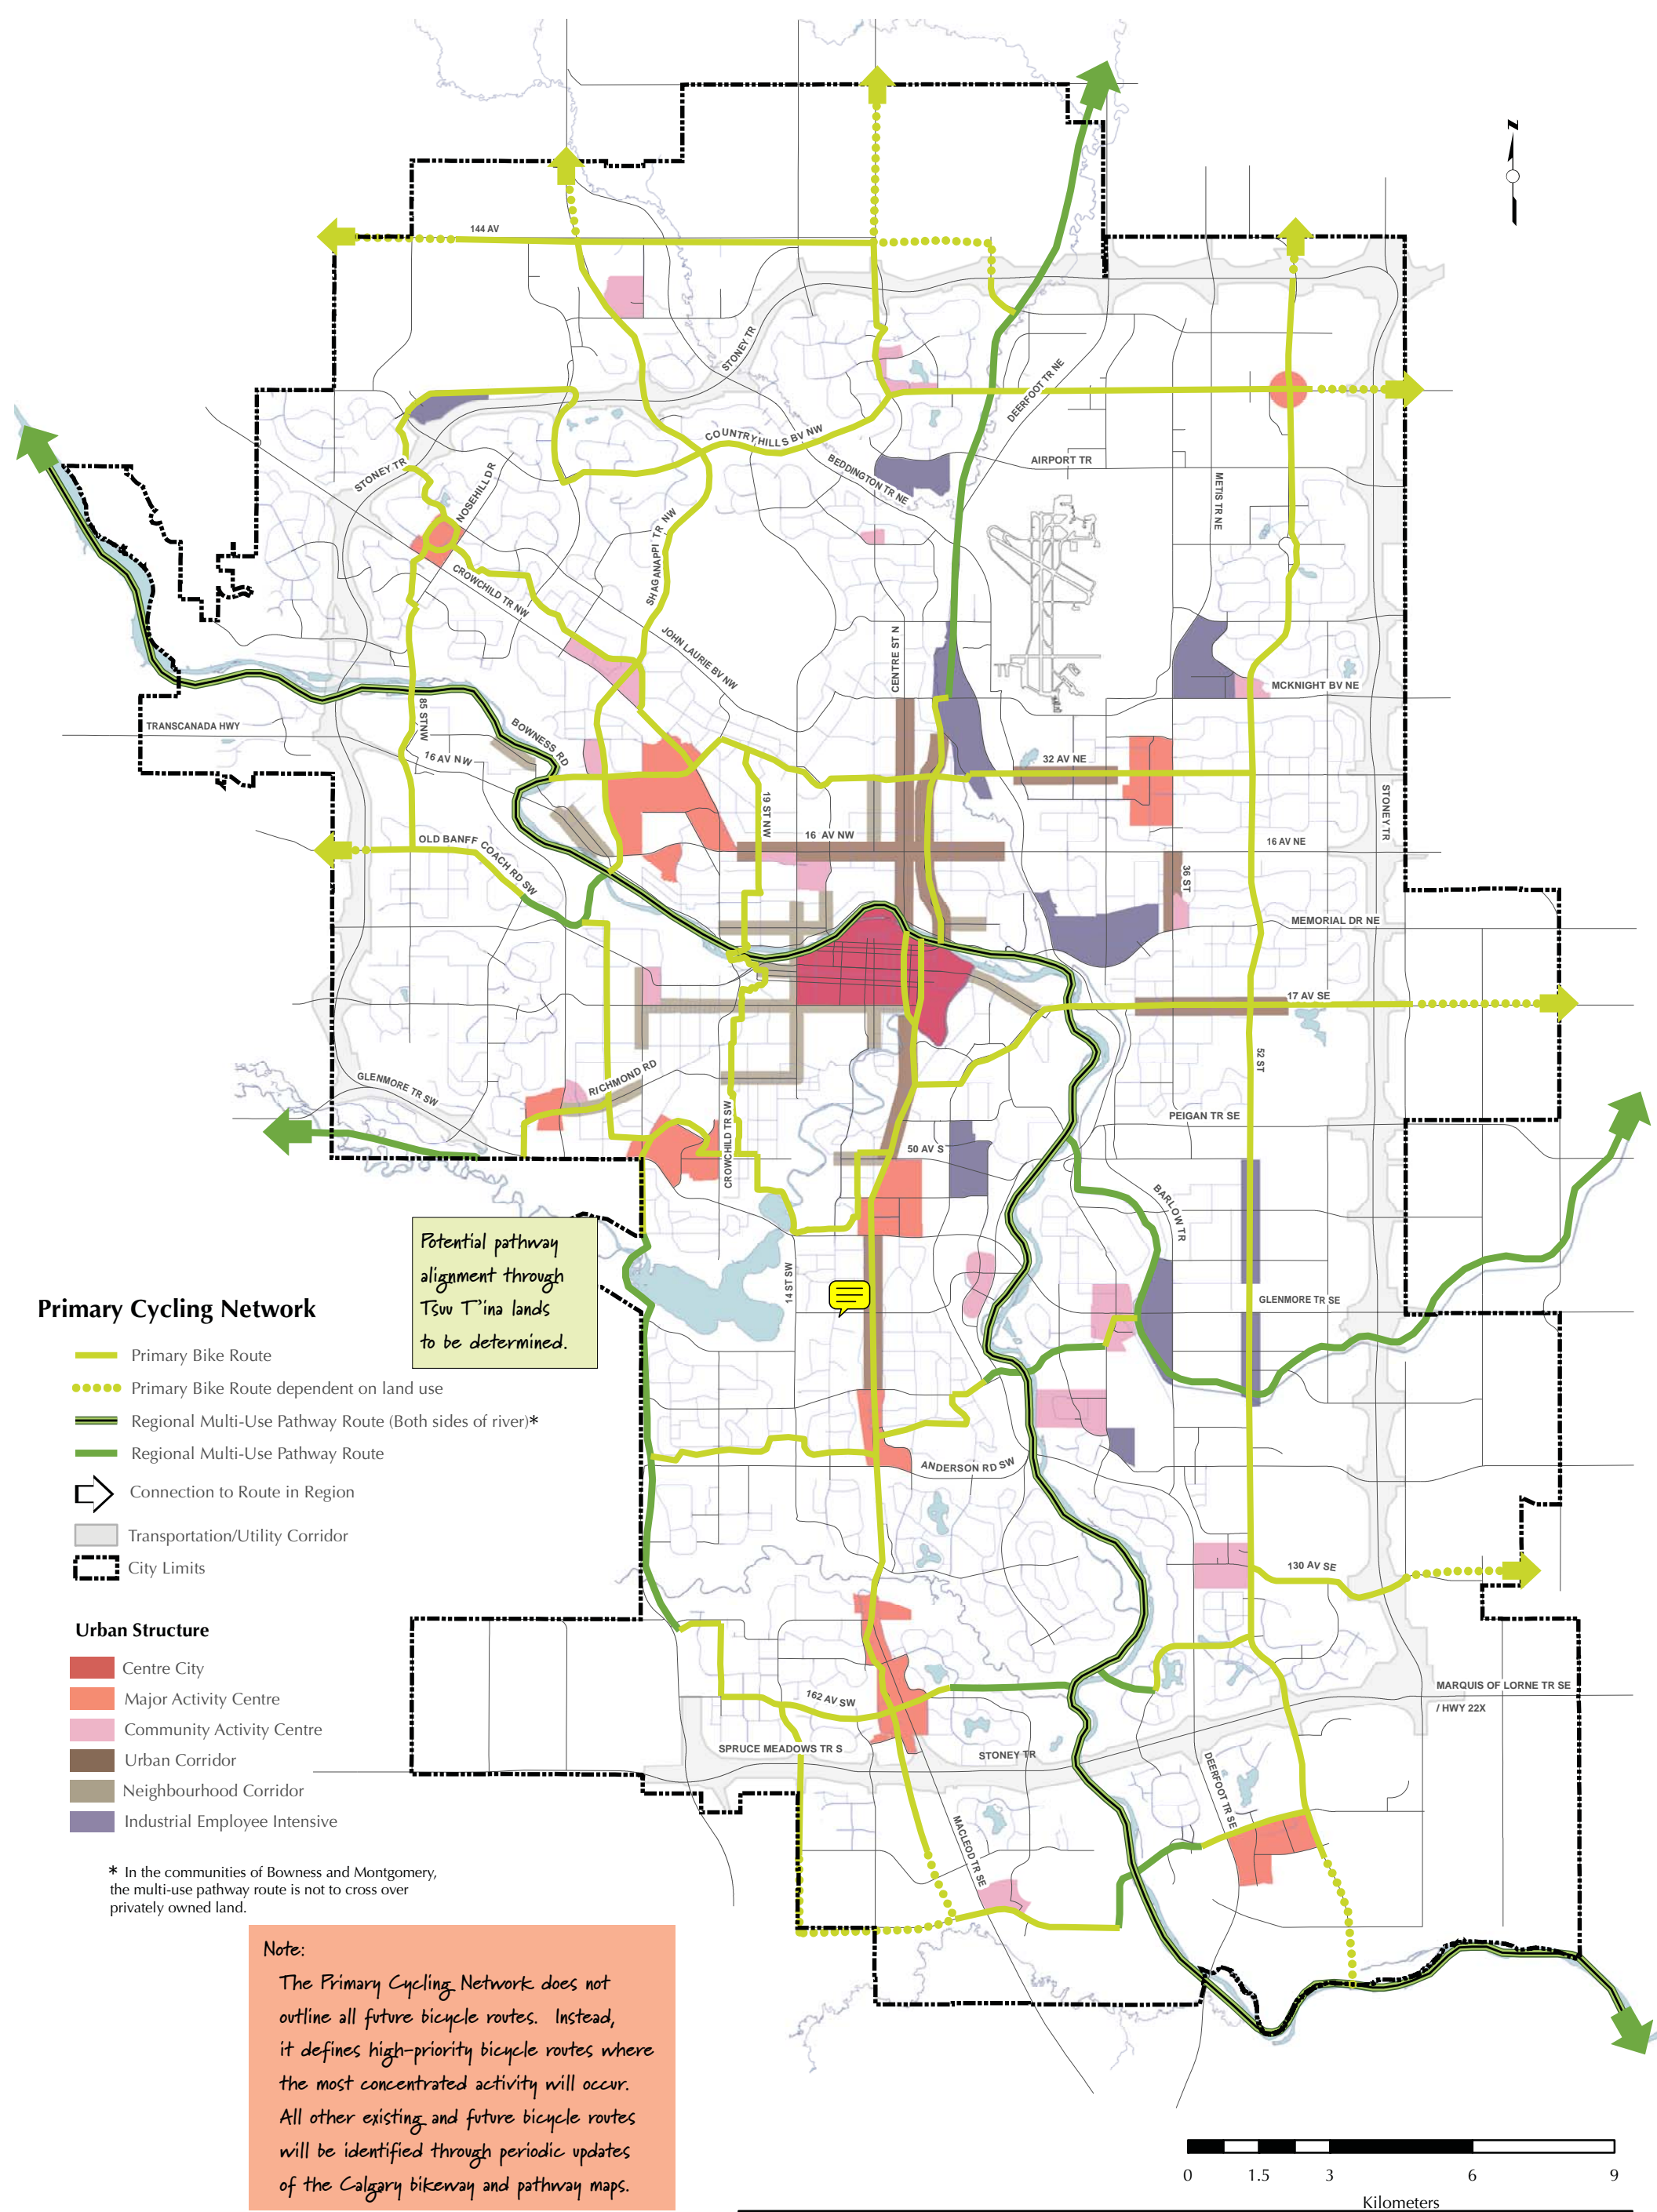 N
144 AV
STONEY TR
DEERFOOT TR NE
COUNTRYHILLS BV NW
BEDDINGTON TR NE
AIRPORT TR
STONEY TR
NOSEHILL DR
METIS TR NE
SHAGANAPPI TR NW
CROWCHILD TR NW
JOHN LAURIE BV NW
CENTRE ST N
MCKNIGHT BV NE
85 ST NW
TRANSCANADA HWY
BOWNESS RD
16 AV NW
32 AV NE
STONEY TR
19 ST NW
16 AV NW
16 AV NE
OLD BANFF COACH RD SW
36 ST
MEMORIAL DR NE
17 AV SE
52 ST
GLENMORE TR SW
RICHMOND RD
CROWCHILD TR SW
PEIGAN TR SE
50 AV S
BARLOW TR
14 ST SW
GLENMORE TR SE
Potential pathway
alignment through
Tsuu T'ina lands
to be determined.
Primary Cycling Network
Primary Bike Route
Primary Bike Route dependent on land use
Regional Multi-Use Pathway Route (Both sides of river)*
Regional Multi-Use Pathway Route
Connection to Route in Region
Transportation/Utility Corridor
City Limits
ANDERSON RD SW
130 AV SE
Urban Structure
Centre City
Major Activity Centre
Community Activity Centre
Urban Corridor
Neighbourhood Corridor
Industrial Employee Intensive
162 AV SW
MARQUIS OF LORNE TR SE
/ HWY 22X
SPRUCE MEADOWS TR S
STONEY TR
DEERFOOT TR SE
MACLEOD TR SE
* In the communities of Bowness and Montgomery,
the multi-use pathway route is not to cross over
privately owned land.
Note:
The Primary Cycling Network does not
outline all future bicycle routes. Instead,
it defines high-priority bicycle routes where
the most concentrated activity will occur.
All other existing and future bicycle routes
will be identified through periodic updates
of the Calgary bikeway and pathway maps.
0 1.5 3 6 9
Kilometers